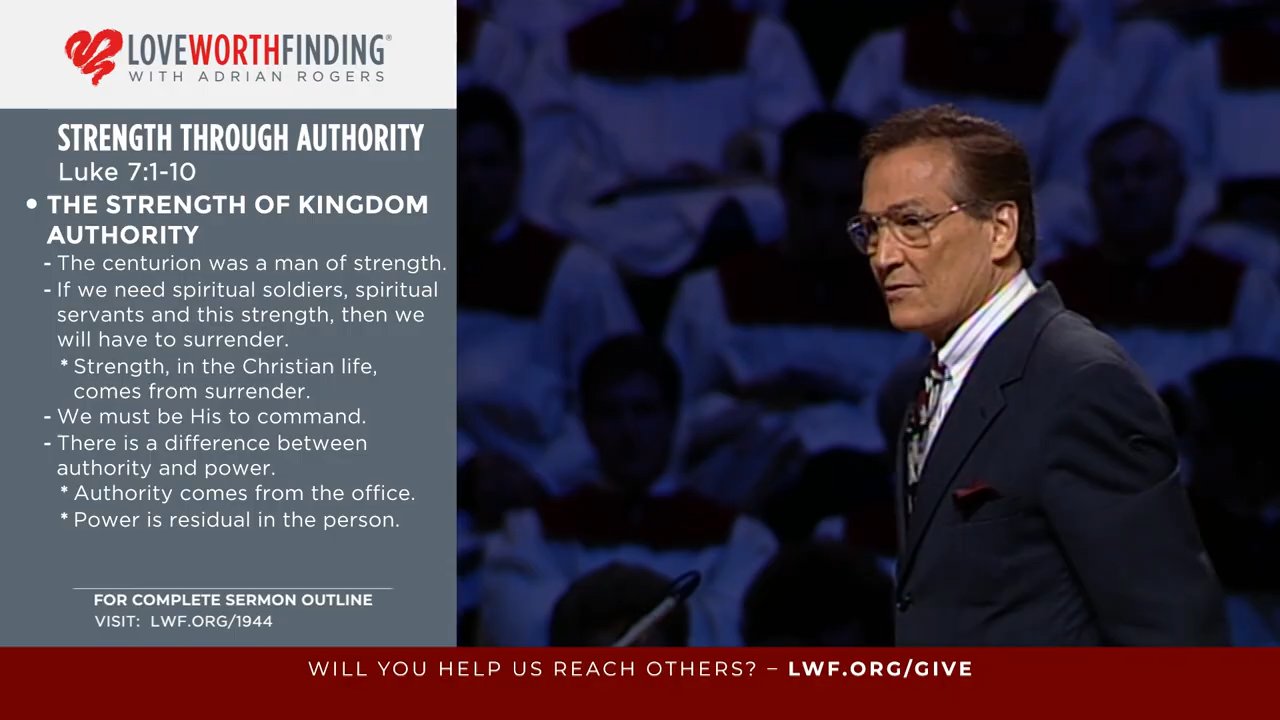 LOVEWORTHFINDING®
WITH ADRIAN ROGERS
STRENGTH THROUGH AUTHORITY
Luke 7:1-10
• THE STRENGTH OF KINGDOM
AUTHORITY
- The centurion was a man of strength.
- If we need spiritual soldiers, spiritual
servants and this strength, then we
will have to surrender.
* Strength, in the Christian life,
comes from surrender.
- We must be His to command.
- There is a difference between
authority and power.
* Authority comes from the office.
* Power is residual in the person.
FOR COMPLETE SERMON OUTLINE
VISIT: LWF.ORG/1944
WILL YOU HELP US REACH OTHERS? – LWF.ORG/GIVE